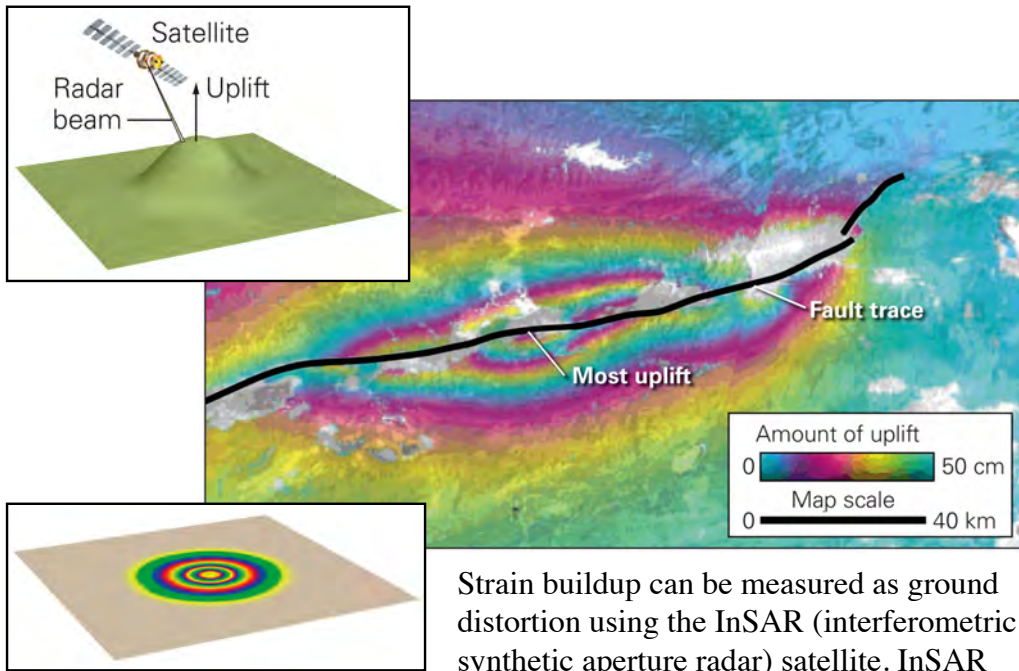 Satellite
Radar
beam
Uplift
Fault trace
Most uplift
Amount of uplift
0 50 cm
Map scale
0 40 km
Strain buildup can be measured as ground
distortion using the InSAR (interferometric
synthetic aperture radar) satellite. InSAR